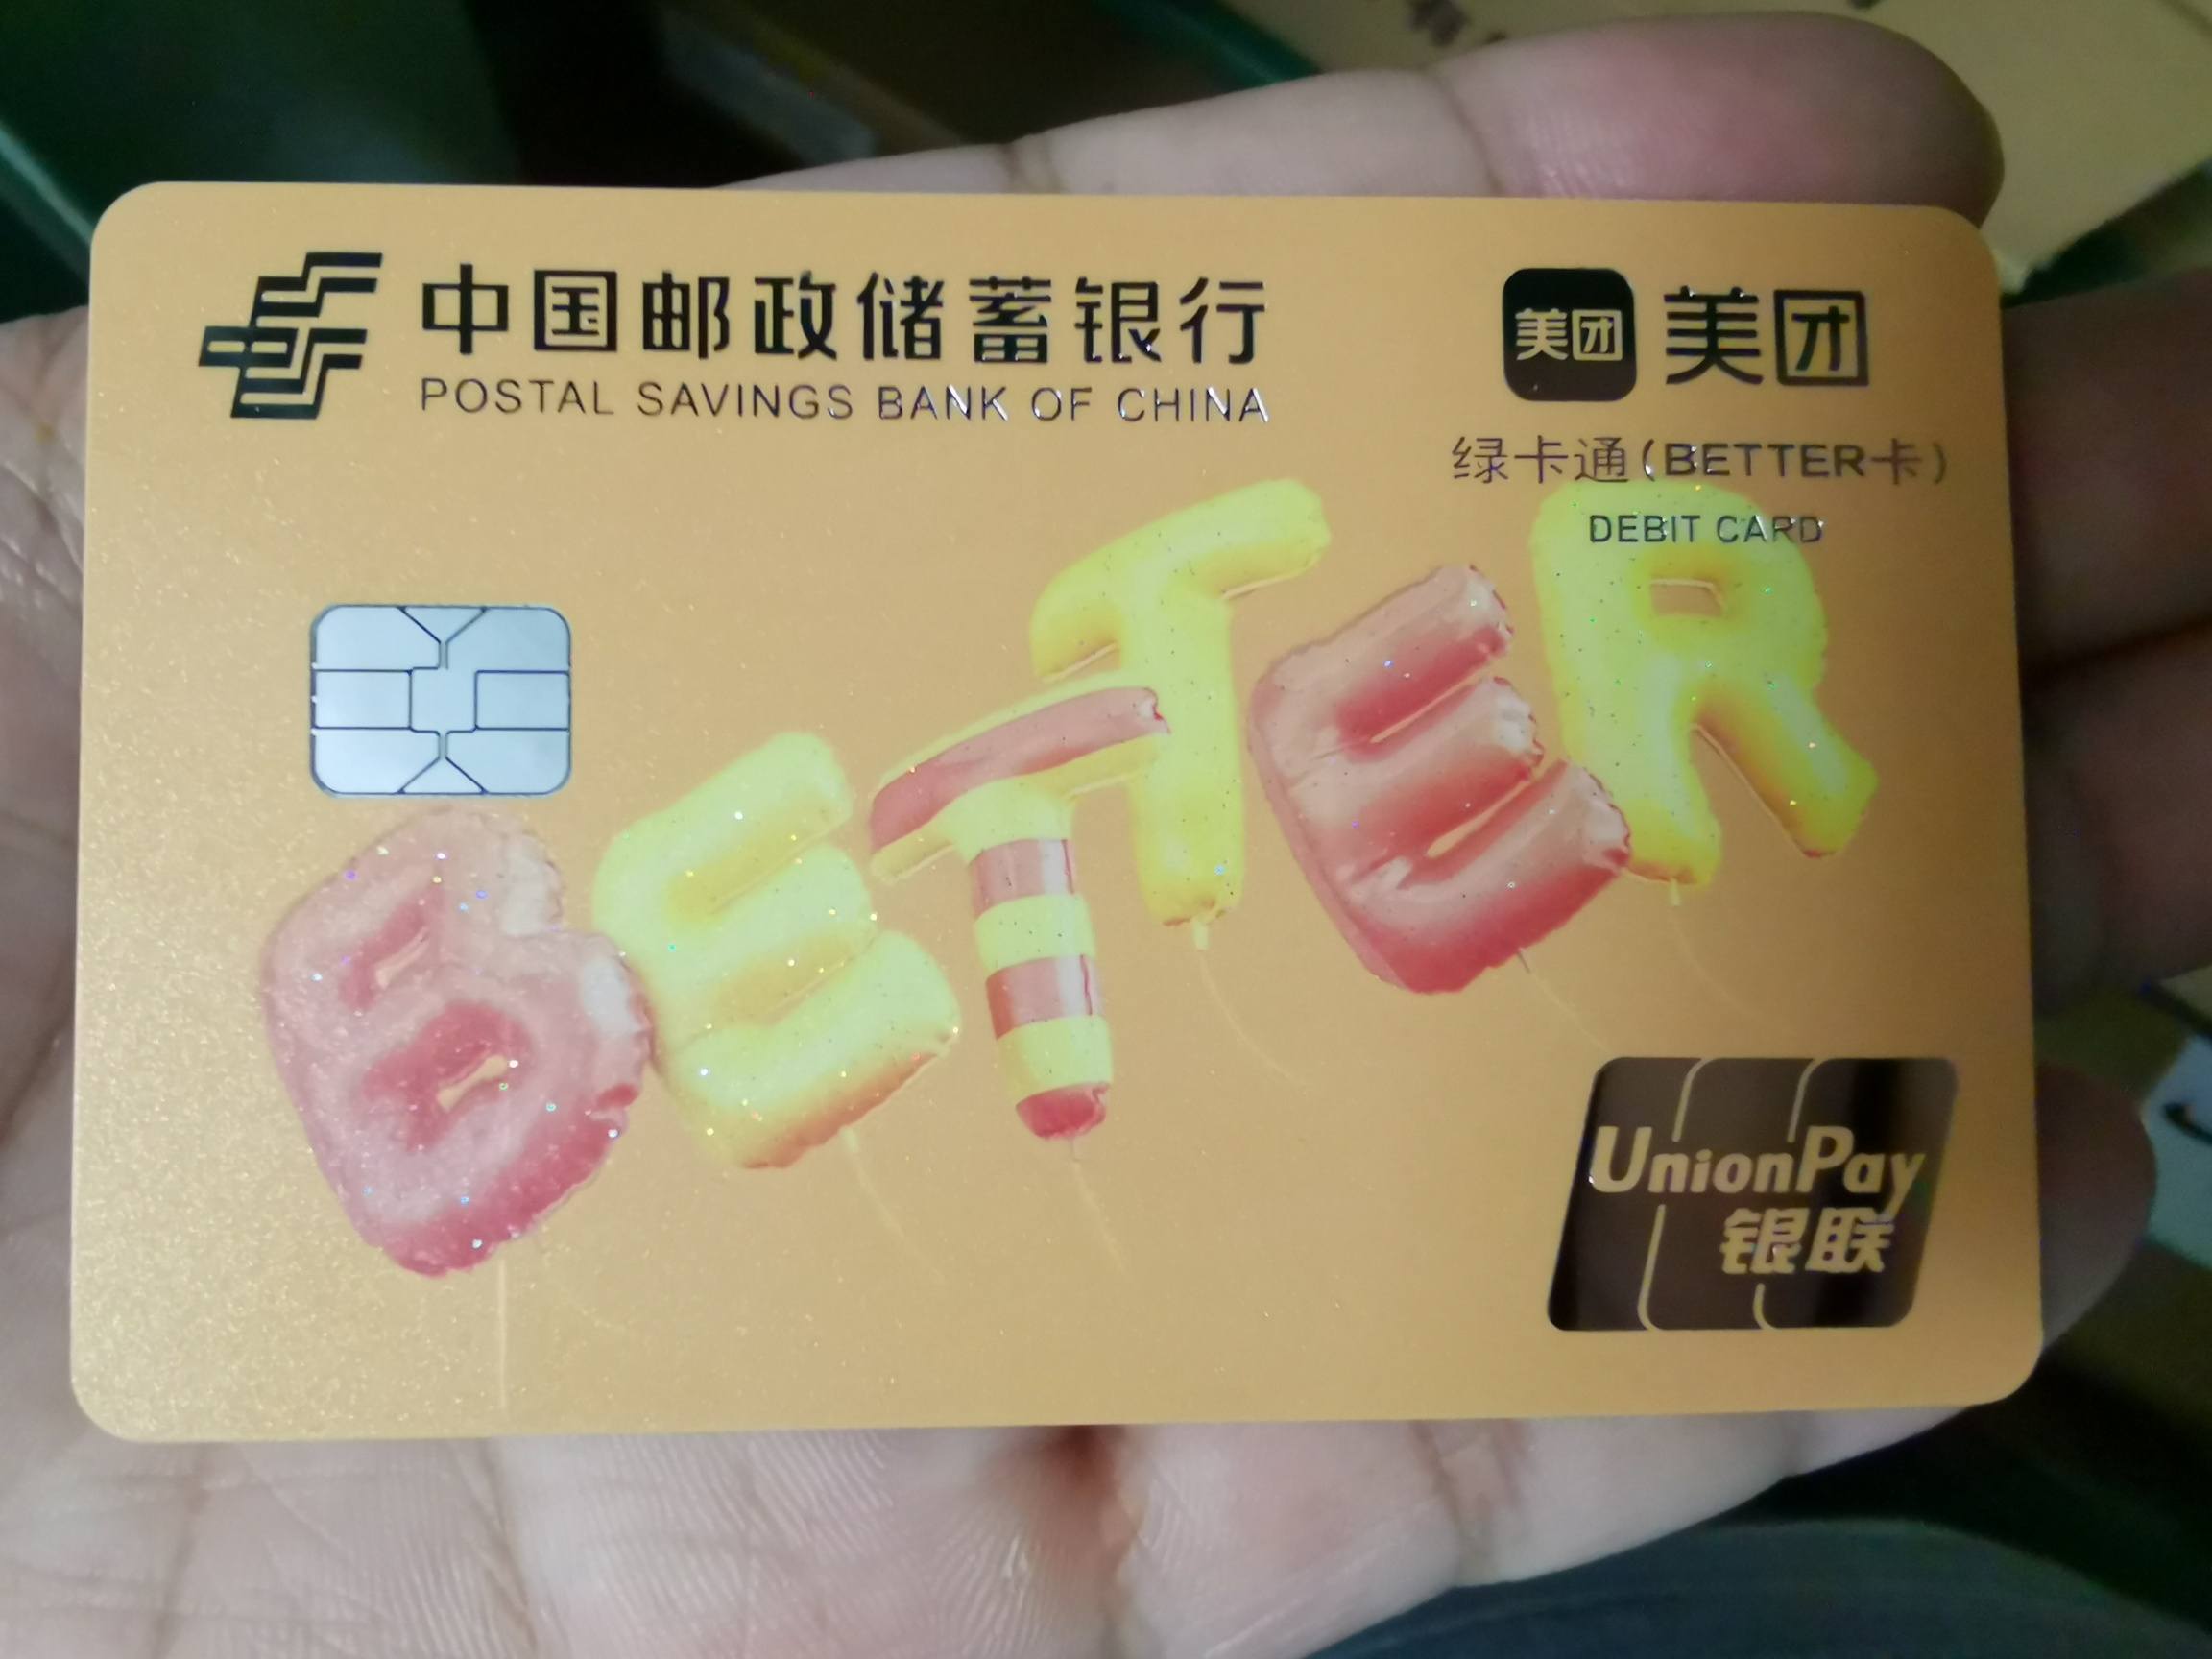 中国邮政储蓄银行
POSTAL SAVINGS BANK OF CHINA
美团 美团
绿卡通(BETTER卡)
DEBIT CARD
BETTER
UnionPay
银联